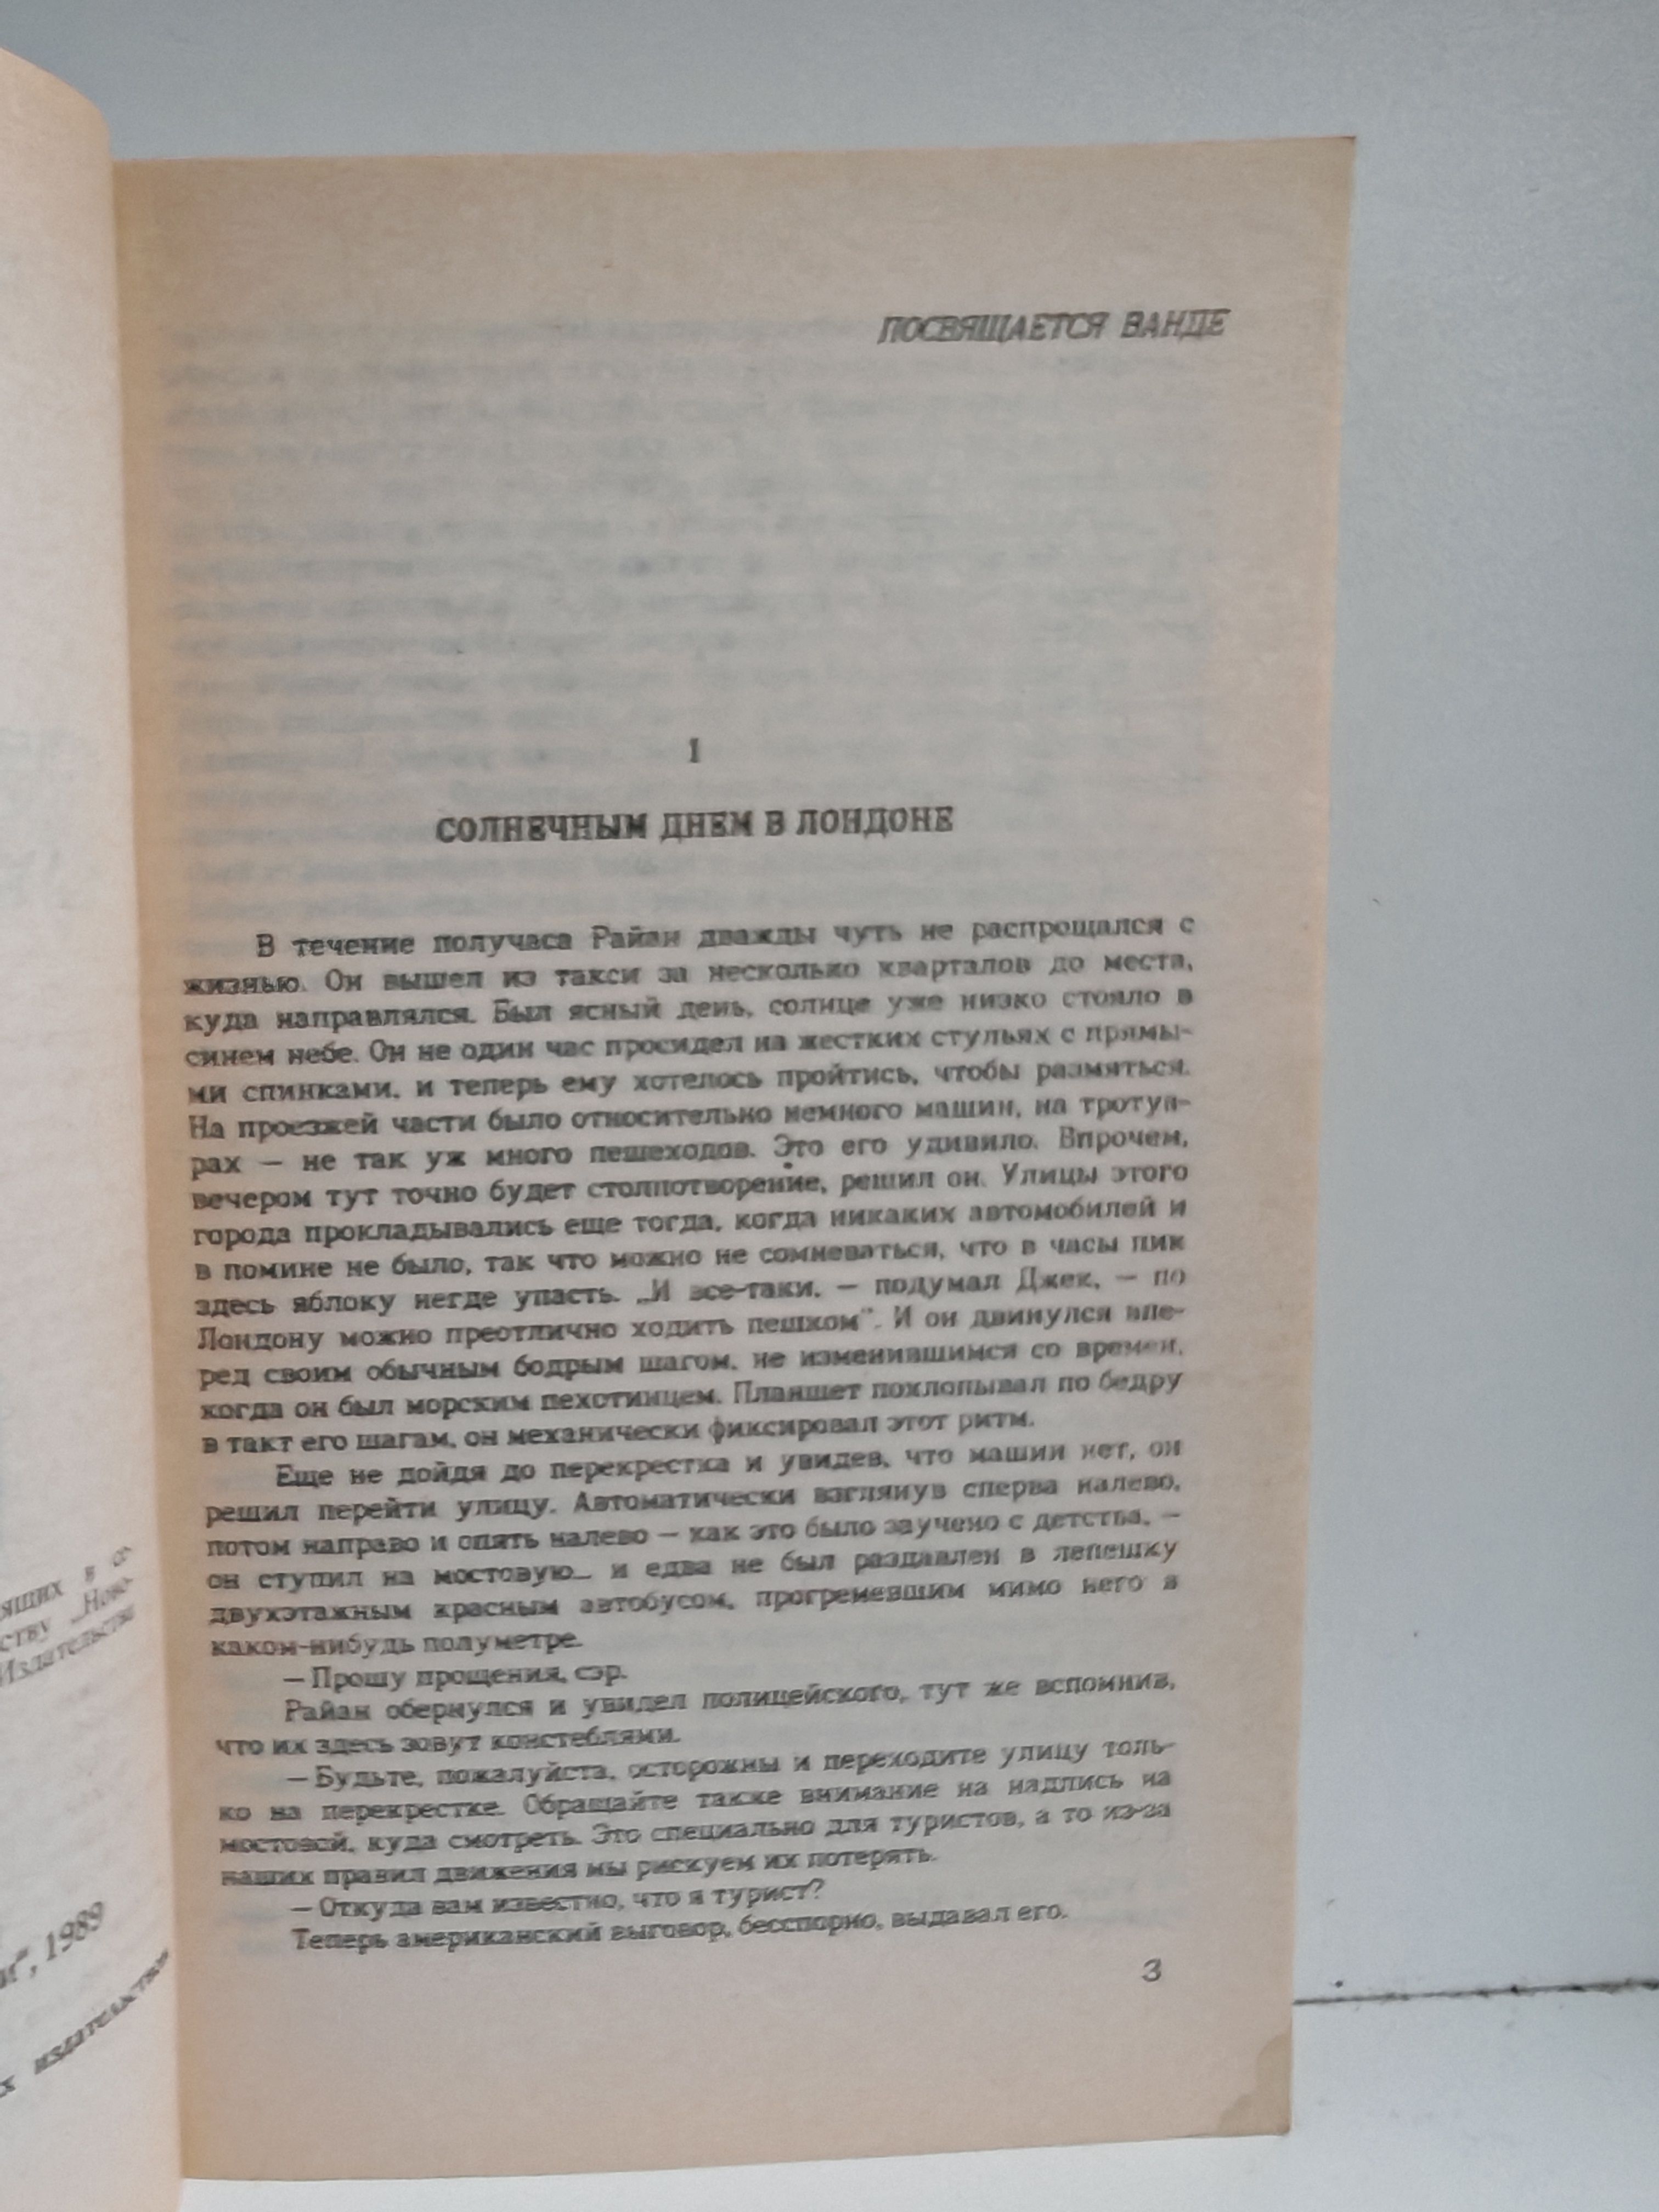 ящих в со-
ству „Ново-
Издательство
и", 1989
х издательство
ПОСВЯЩАЕТСЯ ВАНДЕ
1
СОЛНЕЧНЫМ ДНЕМ В ЛОНДОНЕ
В течение получаса Райан дважды чуть не распрощался с
жизнью. Он вышел из такси за несколько кварталов до места,
куда направлялся. Был ясный день, солнце уже низко стояло в
синем небе. Он не один час просидел на жестких стульях с прямы-
ми спинками, и теперь ему хотелось пройтись, чтобы размяться.
На проезжей части было относительно немного машин, на тротуа-
рах — не так уж много пешеходов. Это его удивило. Впрочем,
вечером тут точно будет столпотворение, решил он. Улицы этого
города прокладывались еще тогда, когда никаких автомобилей и
в помине не было, так что можно не сомневаться, что в часы пик
здесь яблоку негде упасть. „И все-таки, — подумал Джек, — по
Лондону можно преотлично ходить пешком". И он двинулся впе-
ред своим обычным бодрым шагом, не изменившимся со времен,
когда он был морским пехотинцем. Планшет похлопывал по бедру
в такт его шагам, он механически фиксировал этот ритм.
Еще не дойдя до перекрестка и увидев, что машин нет, он
решил перейти улицу. Автоматически взглянув сперва налево,
потом направо и опять налево — как это было заучено с детства, —
он ступил на мостовую... и едва не был раздавлен в лепешку
двухэтажным красным автобусом, прогремевшим мимо него в
каком-нибудь полуметре.
— Прошу прощения, сэр.
Райан обернулся и увидел полицейского, тут же вспомнив,
что их здесь зовут констеблями.
— Будьте, пожалуйста, осторожны и переходите улицу толь-
ко на перекрестке. Обращайте также внимание на надпись на
мостовой, куда смотреть. Это специально для туристов, а то из-за
наших правил движения мы рискуем их потерять.
— Откуда вам известно, что я турист?
Теперь американский выговор, бесспорно, выдавал его.
3